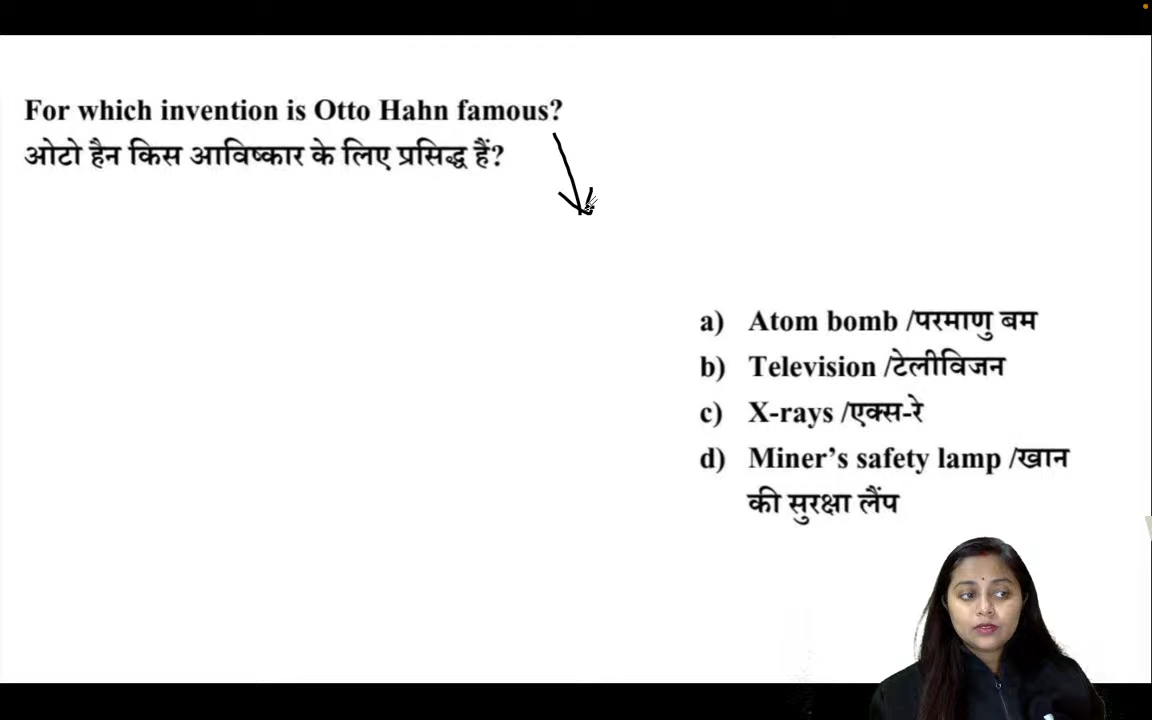 For which invention is Otto Hahn famous?
ओटो हैन किस आविष्कार के लिए प्रसिद्ध हैं?
a) Atom bomb /परमाणु बम
b) Television /टेलीविजन
c) X-rays /एक्स-रे
d) Miner’s safety lamp /खान
की सुरक्षा लैंप